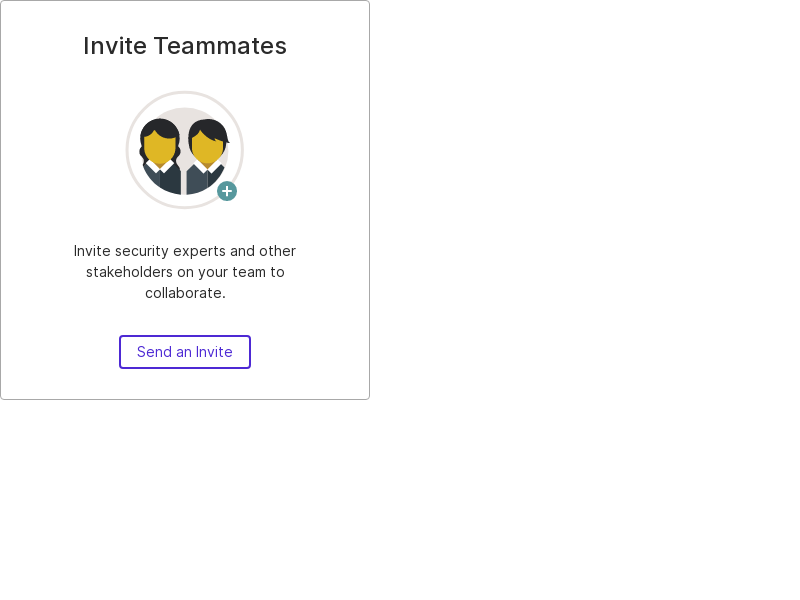 Invite Teammates
Invite security experts and other
stakeholders on your team to
collaborate.
Send an Invite